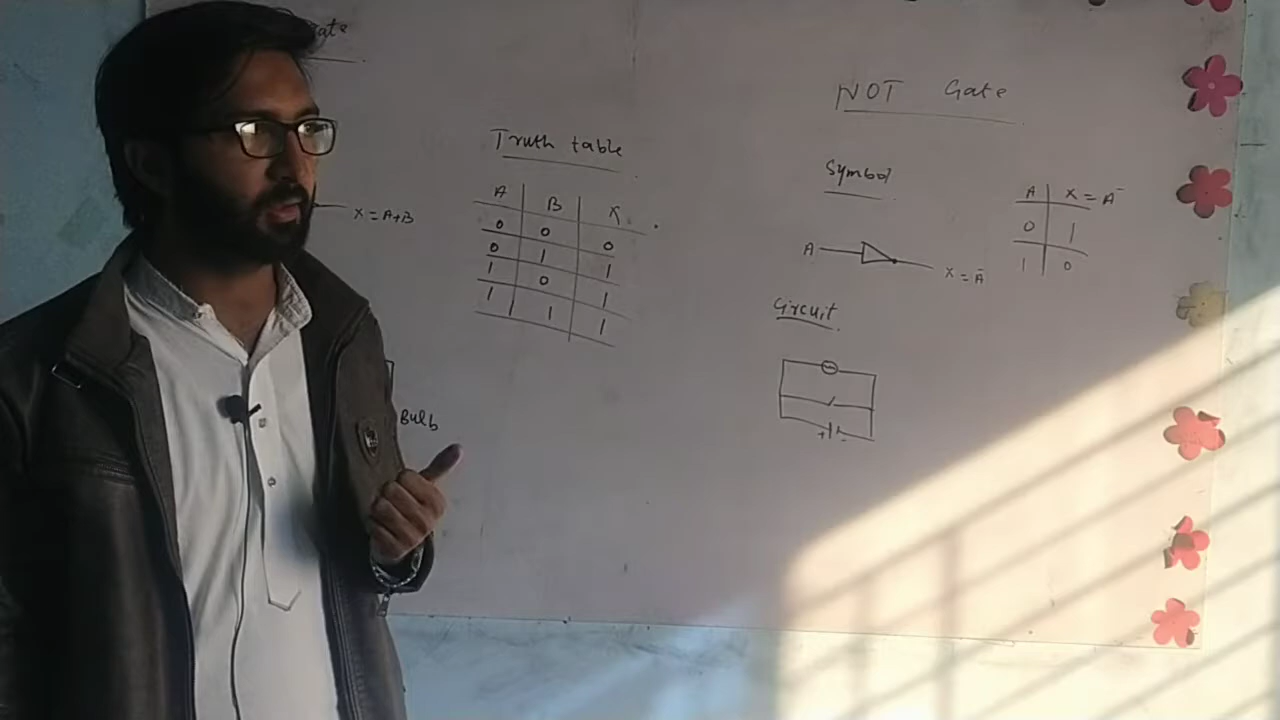 ate
x = A+B
Truth table
A B X
0 0 0
0 1 1
1 0 1
1 1 1
Bulb
NOT Gate
Symbol
A x = Ā
A x = A¯
0 1
1 0
Circuit
+ -